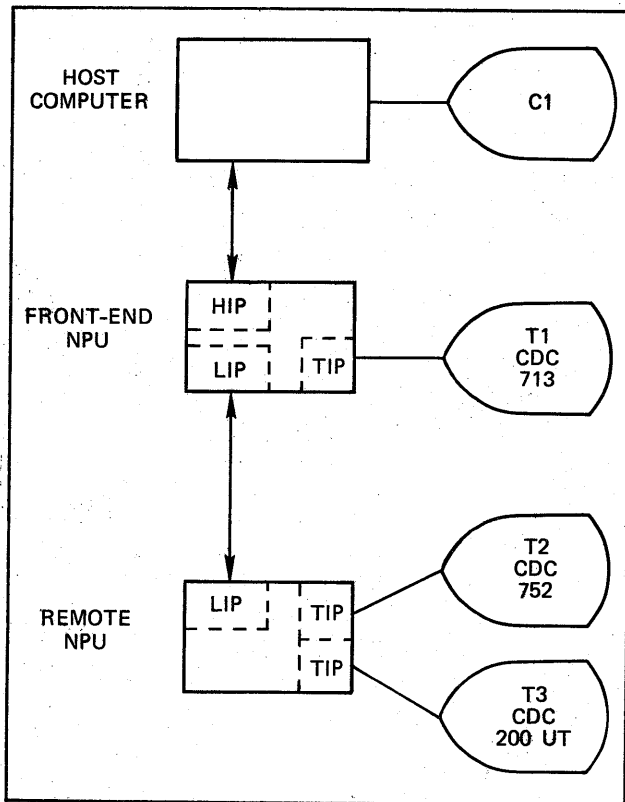 HOST
COMPUTER
C1
FRONT-END
NPU
HIP
LIP
TIP
T1
CDC
713
REMOTE
NPU
LIP
TIP
TIP
T2
CDC
752
T3
CDC
200 UT